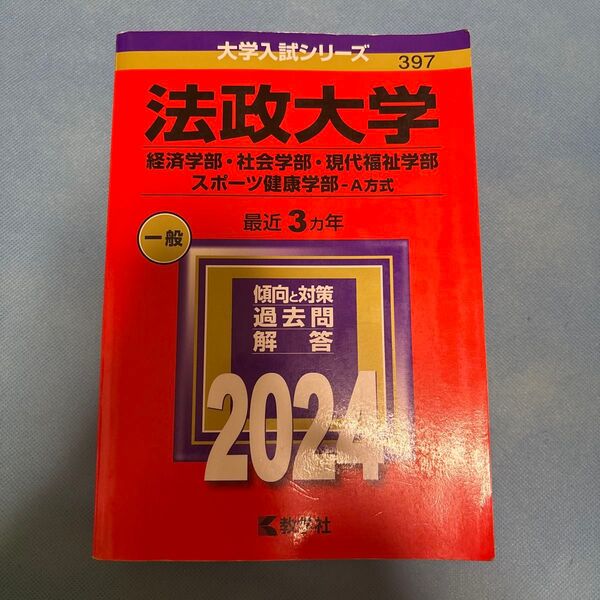 大学入試シリーズ
397
法政大学
経済学部・社会学部・現代福祉学部
スポーツ健康学部-A方式
最近3カ年
一般
傾向と対策
過去問
解答
2024
教学社